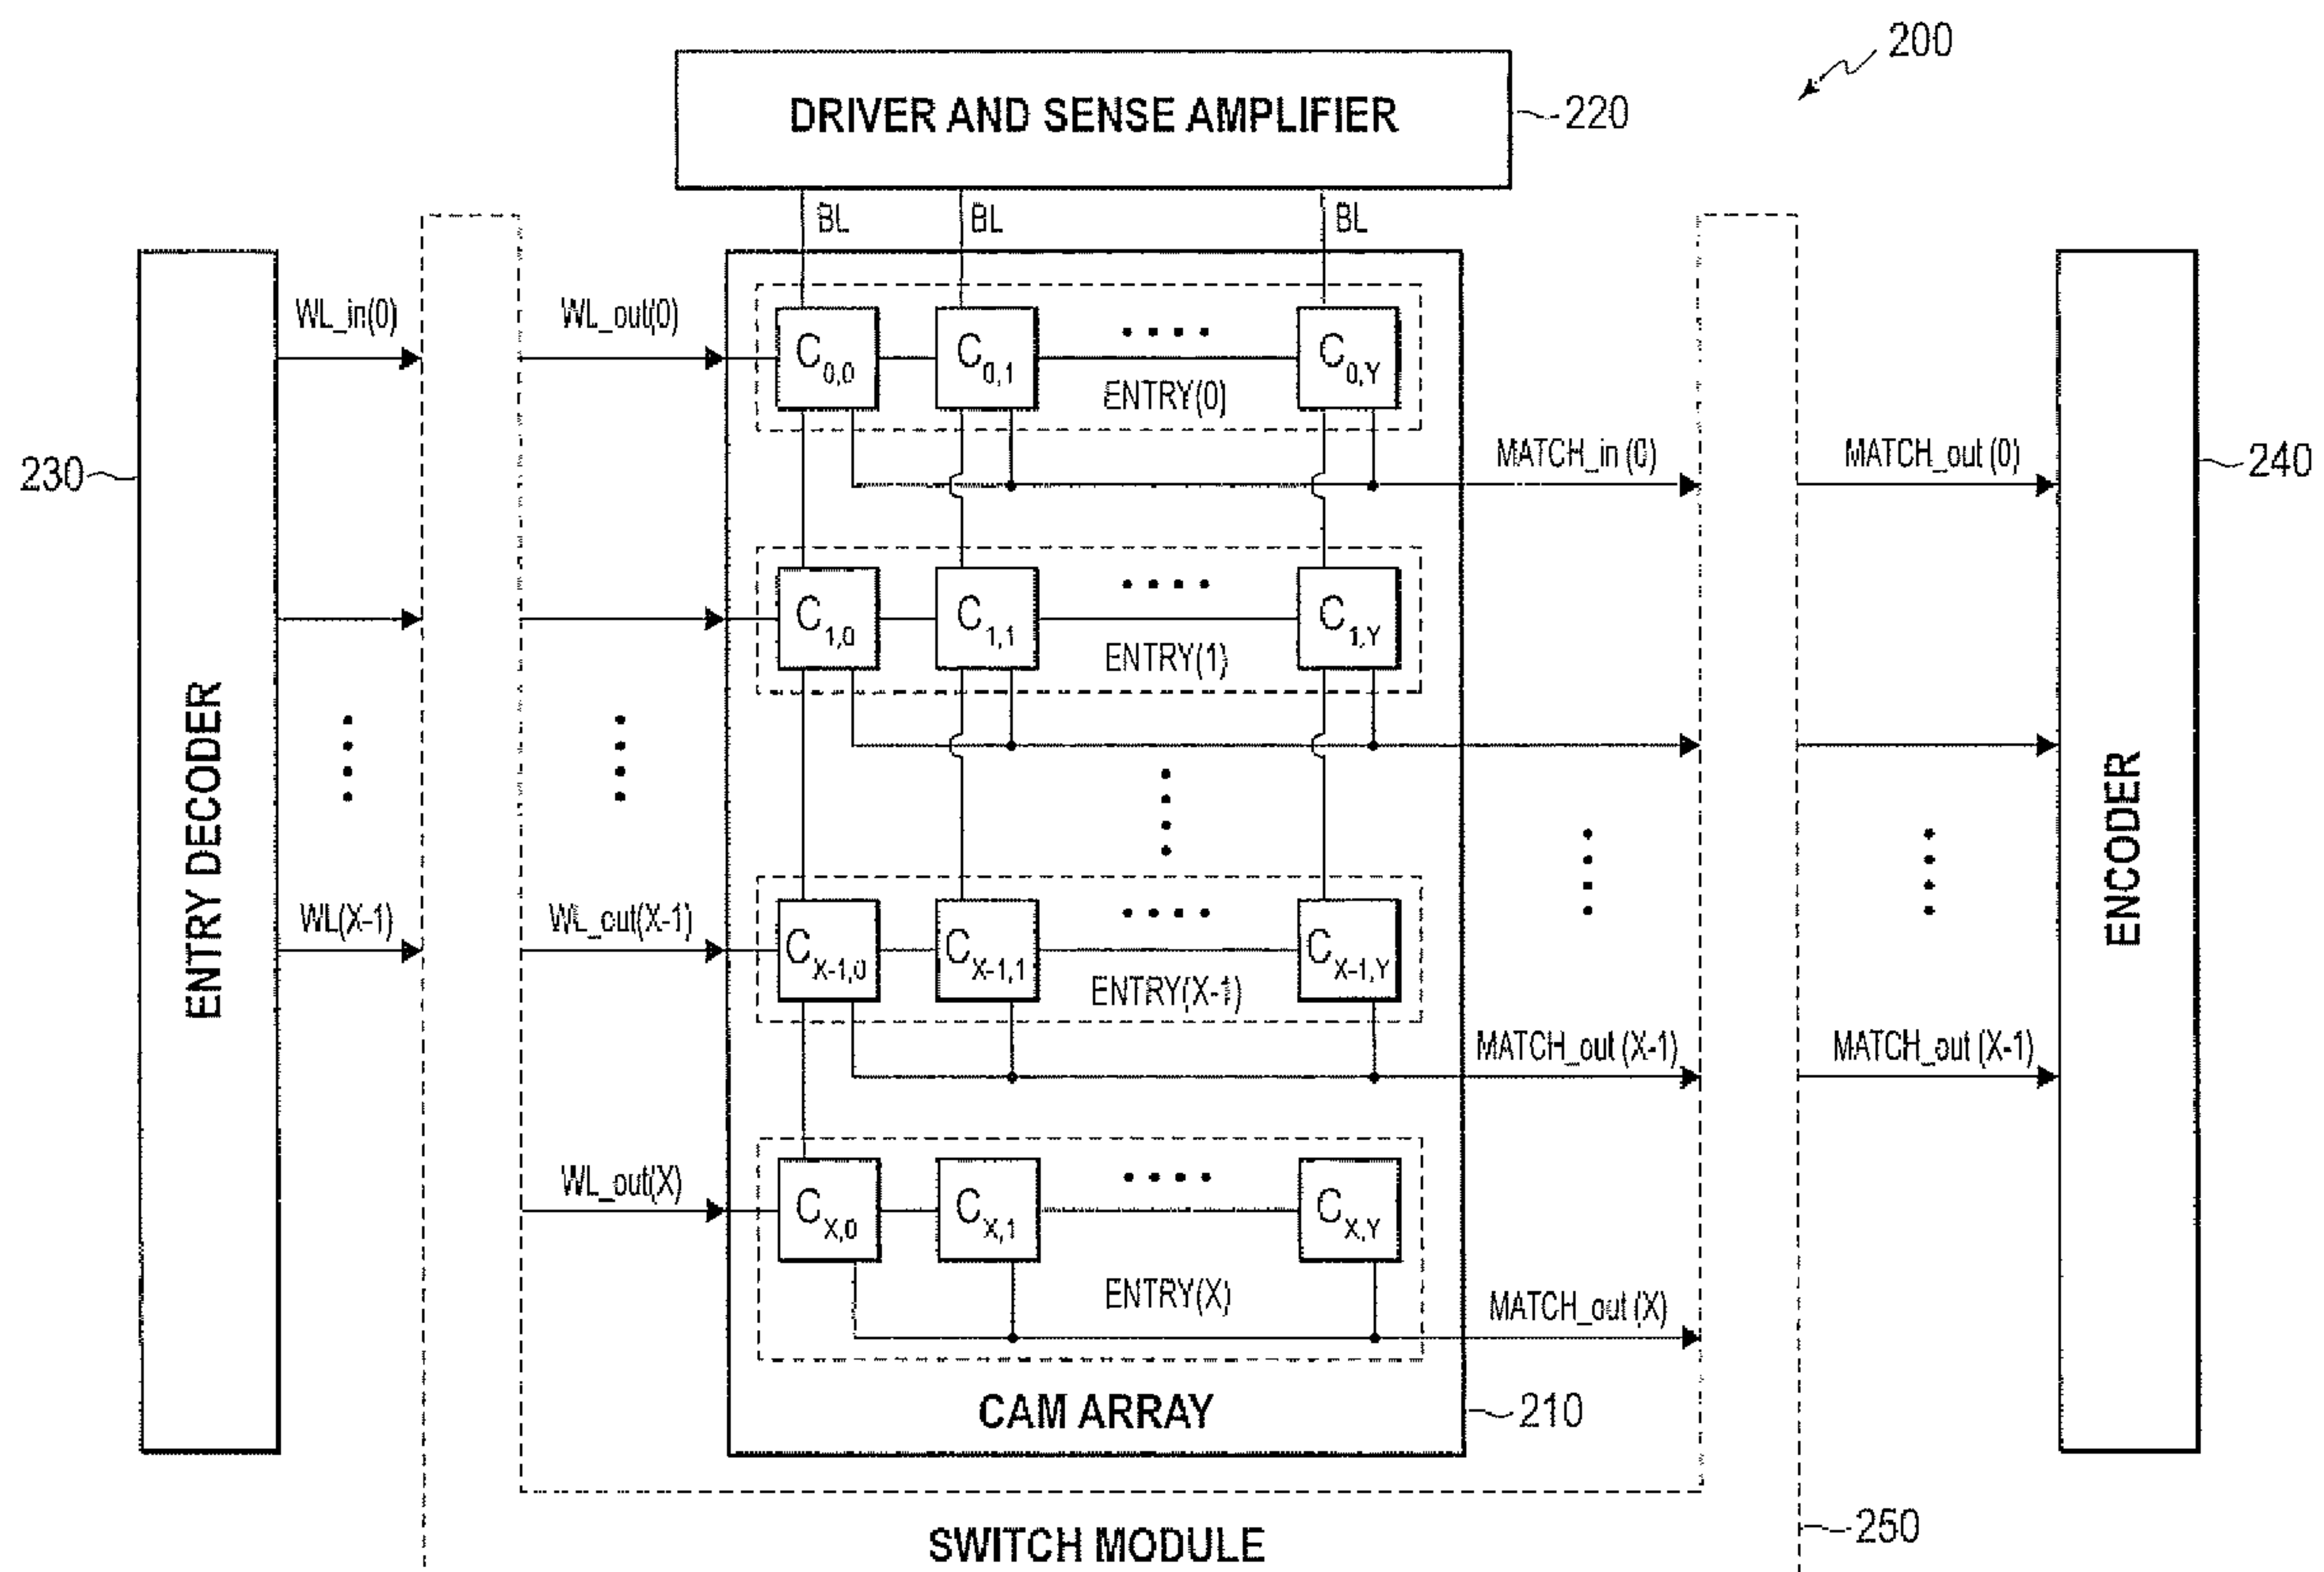 200
DRIVER AND SENSE AMPLIFIER
220
BL BL BL
WL_in(0) WL_out(0)
C0,0 C0,1 C0,Y
ENTRY(0)
230
MATCH_in (0) MATCH_out (0)
240
C1,0 C1,1 C1,Y
ENTRY(1)
ENTRY DECODER
ENCODER
WL(X-1) WL_out(X-1)
CX-1,0 CX-1,1 CX-1,Y
ENTRY(X-1)
MATCH_out (X-1) MATCH_out (X-1)
WL_out(X)
CX,0 CX,1 CX,Y
ENTRY(X)
MATCH_out (X)
CAM ARRAY
210
SWITCH MODULE
250